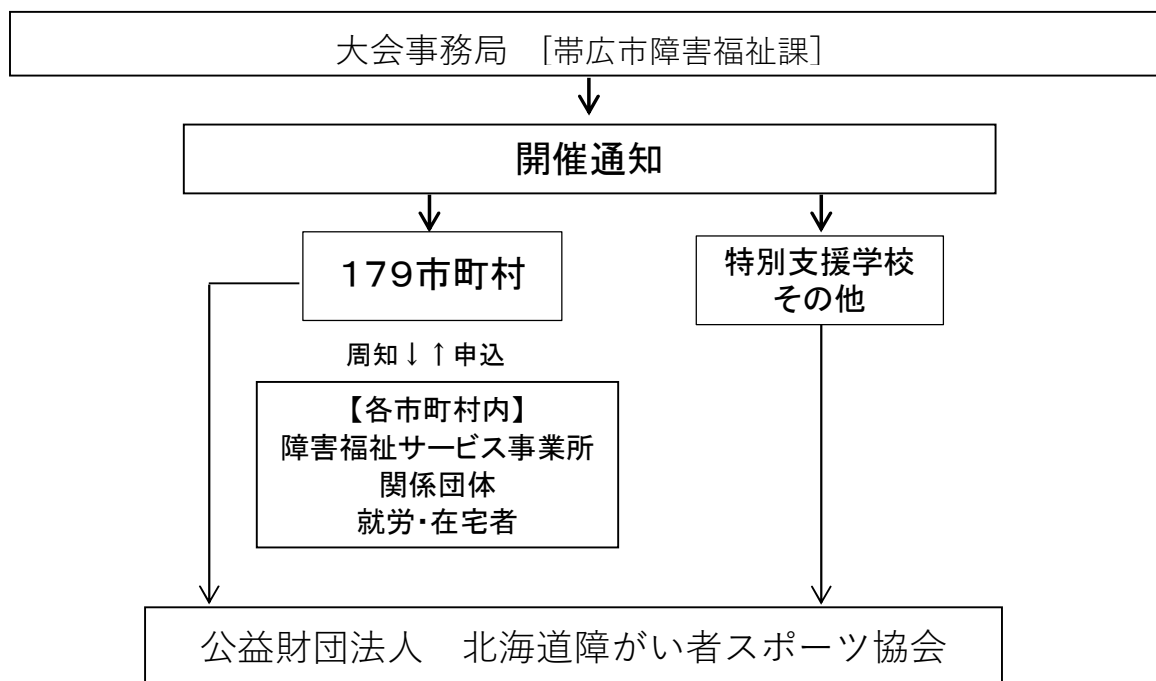 大会事務局　[帯広市障害福祉課]
開催通知
179市町村
特別支援学校
その他
周知↓↑申込
【各市町村内】
障害福祉サービス事業所
関係団体
就労・在宅者
公益財団法人　北海道障がい者スポーツ協会